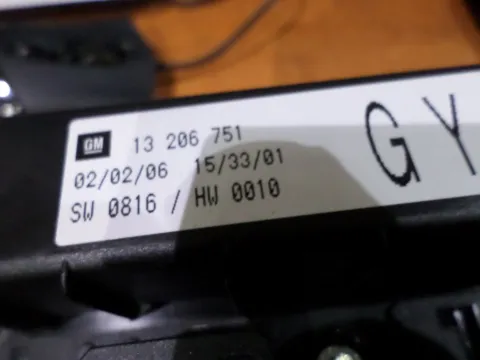 GM 13 206 751
02/02/06 15/33/01
SW 0816 / HW 0010
GY